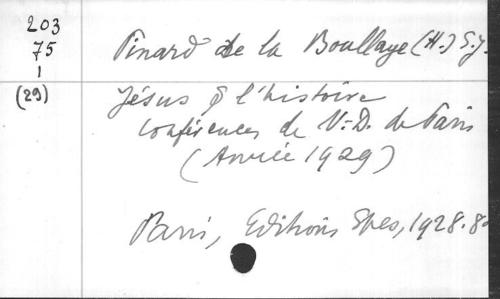 203
75
1
(29)
Pinard de la Boullaye (H.) S.J.
Jésus & l'histoire
Conférences de N.-D. de Paris
(Année 1929)
Paris, Editions Spes, 1928. 8o